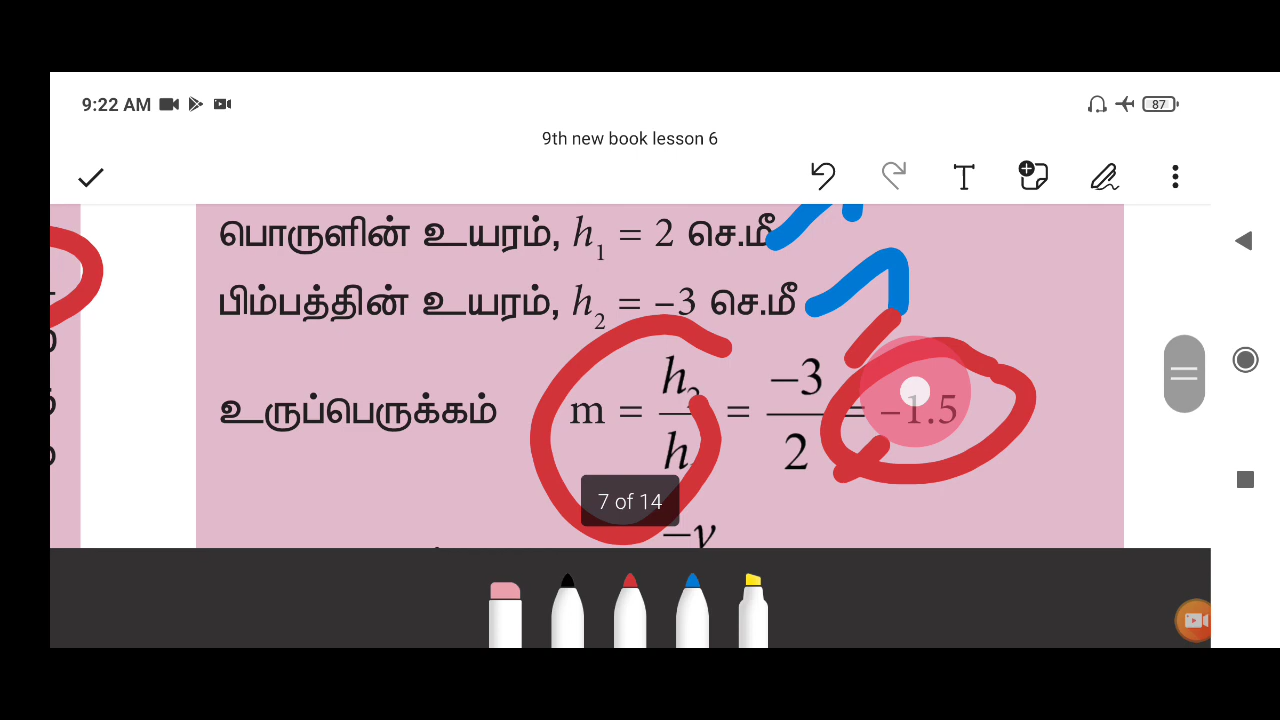 9:22 AM
87
9th new book lesson 6
T
பொருளின் உயரம், h₁ = 2 செ.மீ
பிம்பத்தின் உயரம், h₂ = –3 செ.மீ
உருப்பெருக்கம் m = h₂/h₁ = –3/2 = –1.5
7 of 14
–v